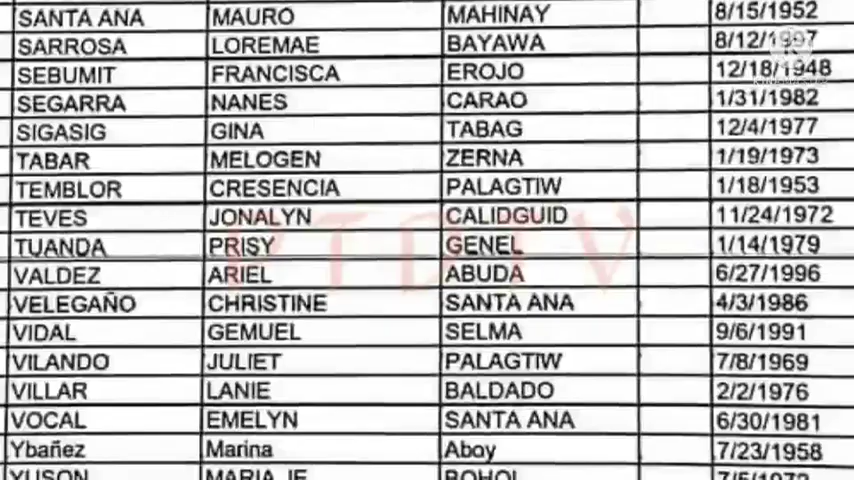 SANTA ANA MAURO MAHINAY 8/15/1952
SARROSA LOREMAE BAYAWA 8/12/1997
SEBUMIT FRANCISCA EROJO 12/18/1948
SEGARRA NANES CARAO 1/31/1982
SIGASIG GINA TABAG 12/4/1977
TABAR MELOGEN ZERNA 1/19/1973
TEMBLOR CRESENCIA PALAGTIW 1/18/1953
TEVES JONALYN CALIDGUID 11/24/1972
TUANDA PRISY GENEL 1/14/1979
PTDTV
VALDEZ ARIEL ABUDA 6/27/1996
VELEGAÑO CHRISTINE SANTA ANA 4/3/1986
VIDAL GEMUEL SELMA 9/6/1991
VILANDO JULIET PALAGTIW 7/8/1969
VILLAR LANIE BALDADO 2/2/1976
VOCAL EMELYN SANTA ANA 6/30/1981
Ybañez Marina Aboy 7/23/1958
YUSON MARIA JE BOHOL